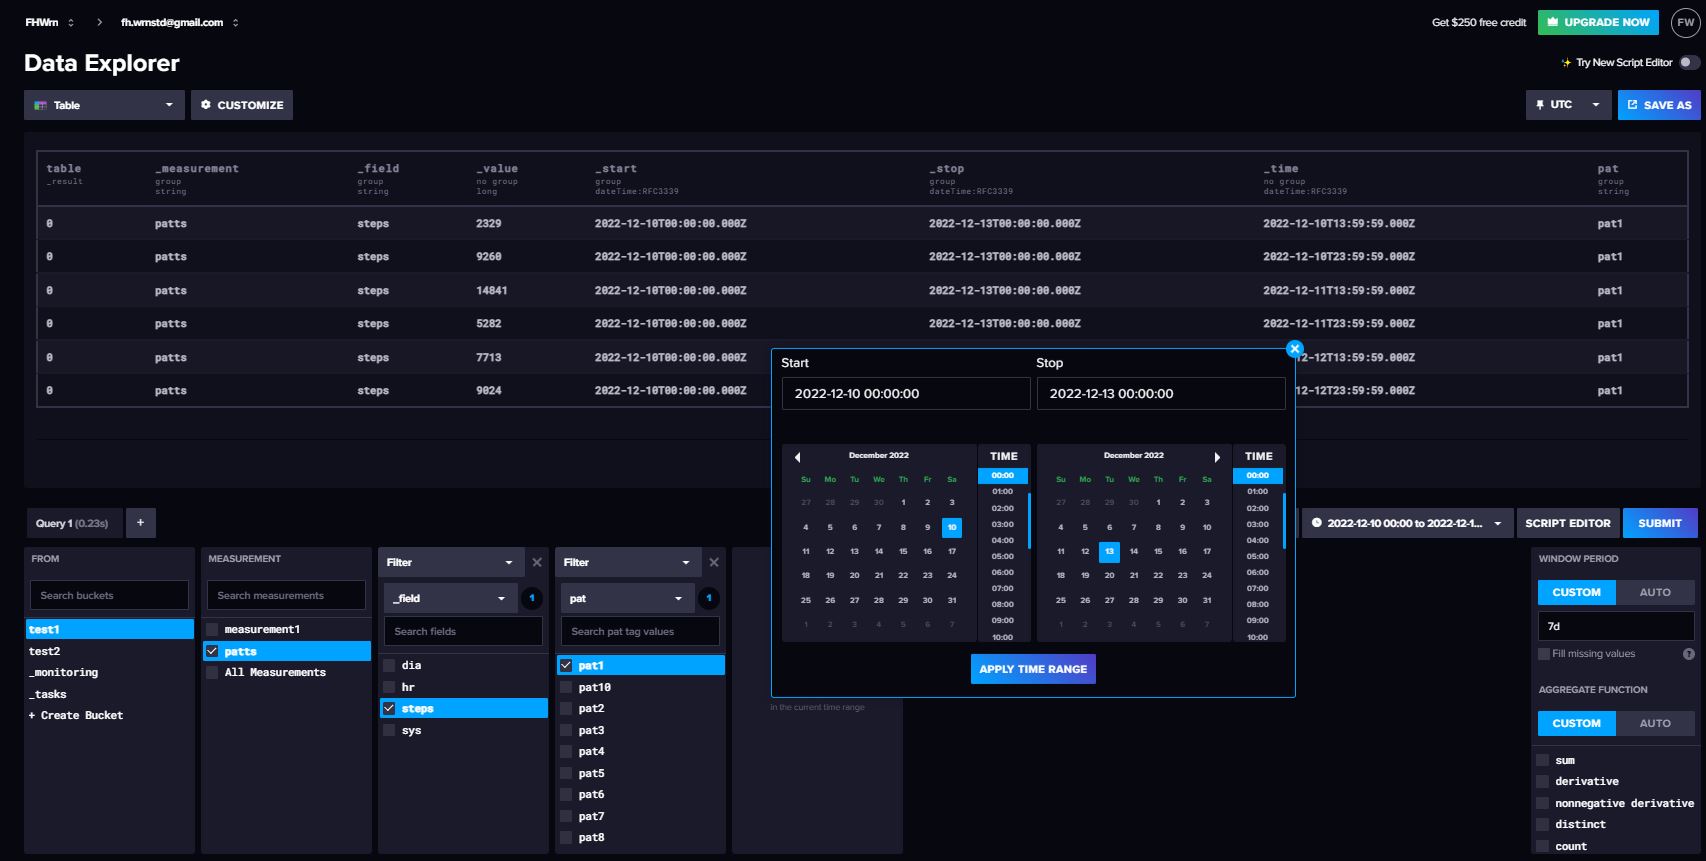 FHWrn > fh.wrnstd@gmail.com
Get $250 free credit UPGRADE NOW FW
Data Explorer
Try New Script Editor
Table CUSTOMIZE UTC SAVE AS
table _measurement _field _value _start _stop _time pat
_result group group no group group group no group group
string string long dateTime:RFC3339 dateTime:RFC3339 dateTime:RFC3339 string
0 patts steps 2329 2022-12-10T00:00:00.000Z 2022-12-13T00:00:00.000Z 2022-12-10T13:59:59.000Z pat1
0 patts steps 9260 2022-12-10T00:00:00.000Z 2022-12-13T00:00:00.000Z 2022-12-10T23:59:59.000Z pat1
0 patts steps 14841 2022-12-10T00:00:00.000Z 2022-12-13T00:00:00.000Z 2022-12-11T13:59:59.000Z pat1
0 patts steps 5282 2022-12-10T00:00:00.000Z 2022-12-13T00:00:00.000Z 2022-12-11T23:59:59.000Z pat1
0 patts steps 7713 2022-12-10T00:00:00.000Z 2-12T13:59:59.000Z pat1
0 patts steps 9024 2022-12-10T00:00:00.000Z 2-12T23:59:59.000Z pat1
Start Stop
2022-12-10 00:00:00 2022-12-13 00:00:00
December 2022 TIME December 2022 TIME
Su Mo Tu We Th Fr Sa 00:00 Su Mo Tu We Th Fr Sa 00:00
27 28 29 30 1 2 3 01:00 27 28 29 30 1 2 3 01:00
02:00 02:00
4 5 6 7 8 9 10 03:00 4 5 6 7 8 9 10 03:00
04:00 04:00
11 12 13 14 15 16 17 05:00 11 12 13 14 15 16 17 05:00
18 19 20 21 22 23 24 06:00 18 19 20 21 22 23 24 06:00
07:00 07:00
25 26 27 28 29 30 31 08:00 25 26 27 28 29 30 31 08:00
1 2 3 4 5 6 7 09:00 1 2 3 4 5 6 7 09:00
10:00 10:00
APPLY TIME RANGE
in the current time range
Query 1 (0.23s) + 2022-12-10 00:00 to 2022-12-1... SCRIPT EDITOR SUBMIT
FROM
Search buckets
test1
test2
_monitoring
_tasks
+ Create Bucket
MEASUREMENT
Search measurements
measurement1
patts
All Measurements
Filter
_field 1
Search fields
dia
hr
steps
sys
Filter
pat 1
Search pat tag values
pat1
pat10
pat2
pat3
pat4
pat5
pat6
pat7
pat8
WINDOW PERIOD
CUSTOM AUTO
7d
Fill missing values ?
AGGREGATE FUNCTION
CUSTOM AUTO
sum
derivative
nonnegative derivative
distinct
count